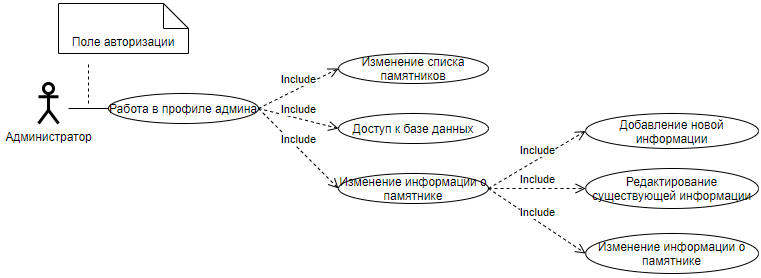 Поле авторизации
Администратор
Работа в профиле админа
Include
Изменение списка
памятников
Include
Доступ к базе данных
Include
Изменение информации о
памятнике
Include
Добавление новой
информации
Include
Редактирование
существующей информации
Include
Изменение информации о
памятнике